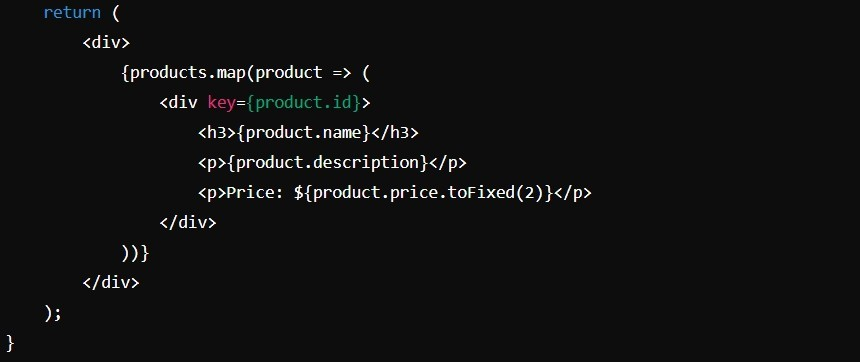 return (
<div>
{products.map(product => (
<div key={product.id}>
<h3>{product.name}</h3>
<p>{product.description}</p>
<p>Price: ${product.price.toFixed(2)}</p>
</div>
))}
</div>
);
}